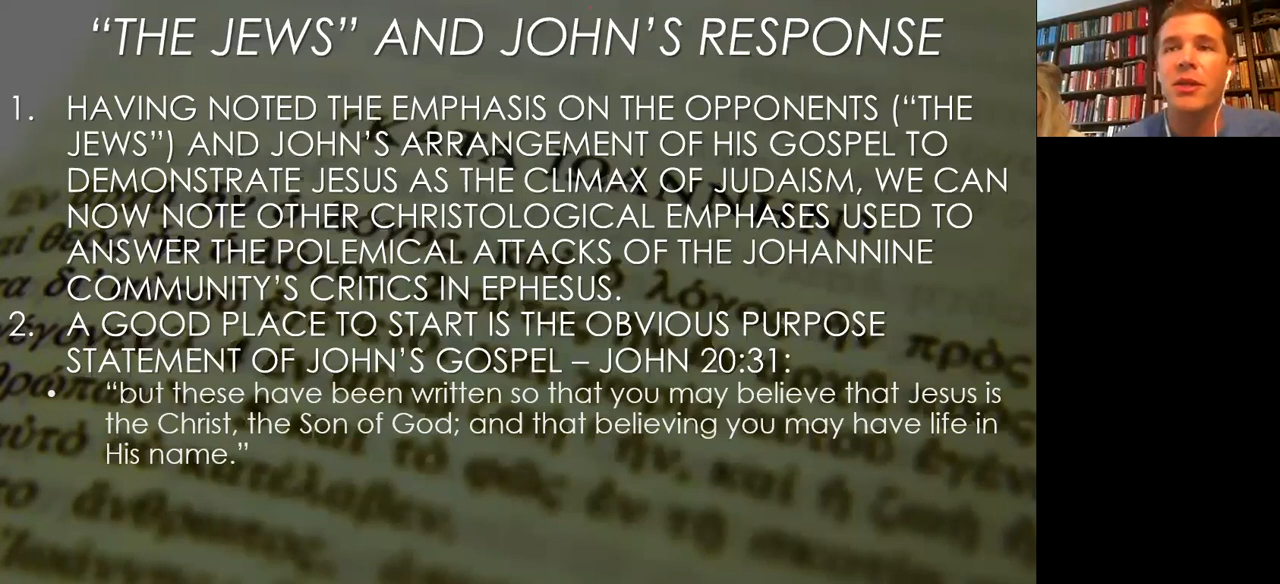 “THE JEWS” AND JOHN’S RESPONSE
1. HAVING NOTED THE EMPHASIS ON THE OPPONENTS (“THE
JEWS”) AND JOHN’S ARRANGEMENT OF HIS GOSPEL TO
DEMONSTRATE JESUS AS THE CLIMAX OF JUDAISM, WE CAN
NOW NOTE OTHER CHRISTOLOGICAL EMPHASES USED TO
ANSWER THE POLEMICAL ATTACKS OF THE JOHANNINE
COMMUNITY’S CRITICS IN EPHESUS.
2. A GOOD PLACE TO START IS THE OBVIOUS PURPOSE
STATEMENT OF JOHN’S GOSPEL – JOHN 20:31:
• “but these have been written so that you may believe that Jesus is
the Christ, the Son of God; and that believing you may have life in
His name.”